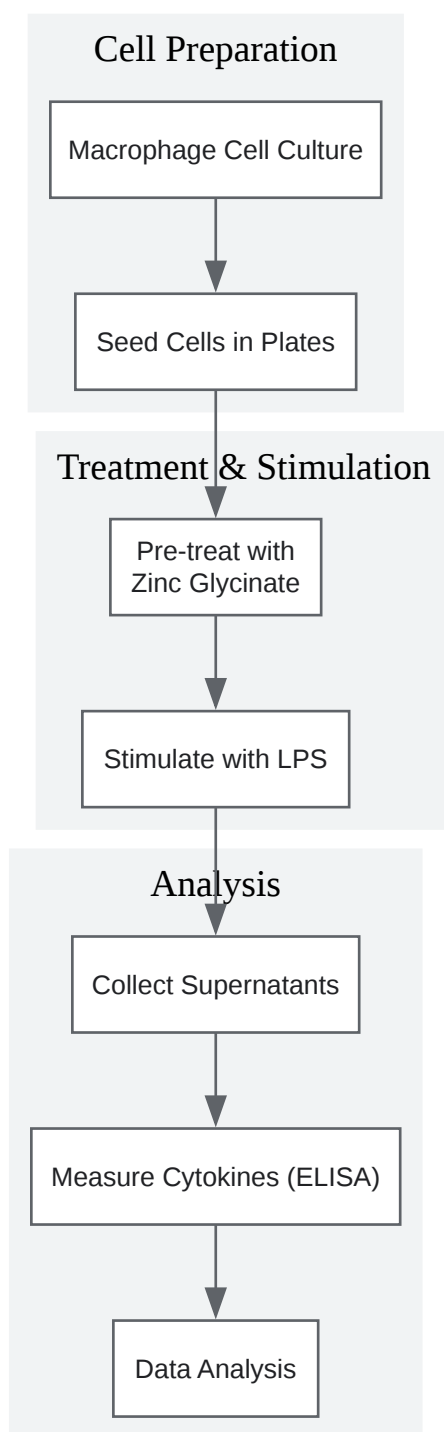 Cell Preparation
Macrophage Cell Culture
Seed Cells in Plates
Treatment & Stimulation
Pre-treat with
Zinc Glycinate
Stimulate with LPS
Analysis
Collect Supernatants
Measure Cytokines (ELISA)
Data Analysis